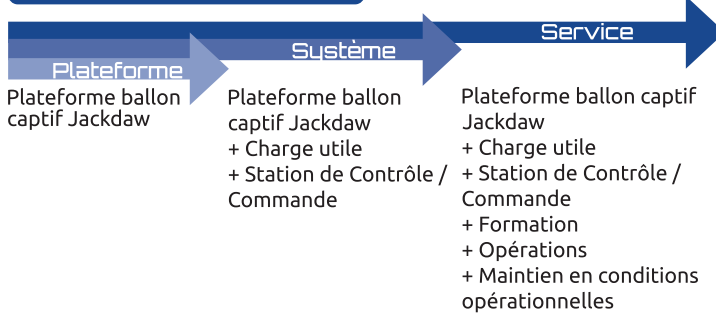 Plateforme
Système
Service
Plateforme ballon
captif Jackdaw
Plateforme ballon
captif Jackdaw
+ Charge utile
+ Station de Contrôle /
Commande
Plateforme ballon captif
Jackdaw
+ Charge utile
+ Station de Contrôle /
Commande
+ Formation
+ Opérations
+ Maintien en conditions
opérationnelles